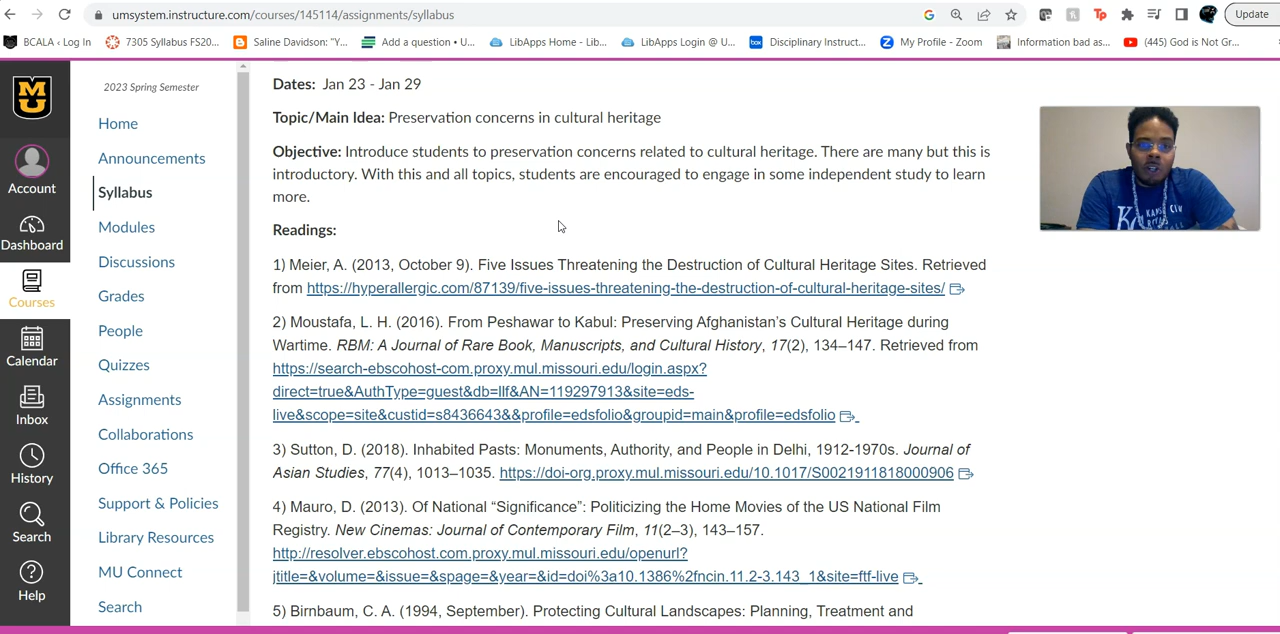 umsystem.instructure.com/courses/145114/assignments/syllabus
Update
BCALA ‹ Log In
7305 Syllabus FS20...
Saline Davidson: "Y...
Add a question • U...
LibApps Home - Lib...
LibApps Login @ U...
box
Disciplinary Instruct...
My Profile - Zoom
Information bad as...
(445) God is Not Gr...
MU
Account
Dashboard
Courses
Calendar
Inbox
History
Search
Help
2023 Spring Semester
Home
Announcements
Syllabus
Modules
Discussions
Grades
People
Quizzes
Assignments
Collaborations
Office 365
Support & Policies
Library Resources
MU Connect
Search
Dates: Jan 23 - Jan 29
Topic/Main Idea: Preservation concerns in cultural heritage
Objective: Introduce students to preservation concerns related to cultural heritage. There are many but this is
introductory. With this and all topics, students are encouraged to engage in some independent study to learn
more.
Readings:
1) Meier, A. (2013, October 9). Five Issues Threatening the Destruction of Cultural Heritage Sites. Retrieved
from https://hyperallergic.com/87139/five-issues-threatening-the-destruction-of-cultural-heritage-sites/
2) Moustafa, L. H. (2016). From Peshawar to Kabul: Preserving Afghanistan's Cultural Heritage during
Wartime. RBM: A Journal of Rare Book, Manuscripts, and Cultural History, 17(2), 134–147. Retrieved from
https://search-ebscohost-com.proxy.mul.missouri.edu/login.aspx?
direct=true&AuthType=guest&db=llf&AN=119297913&site=eds-
live&scope=site&custid=s8436643&&profile=edsfolio&groupid=main&profile=edsfolio
3) Sutton, D. (2018). Inhabited Pasts: Monuments, Authority, and People in Delhi, 1912-1970s. Journal of
Asian Studies, 77(4), 1013–1035. https://doi-org.proxy.mul.missouri.edu/10.1017/S0021911818000906
4) Mauro, D. (2013). Of National “Significance”: Politicizing the Home Movies of the US National Film
Registry. New Cinemas: Journal of Contemporary Film, 11(2–3), 143–157.
http://resolver.ebscohost.com.proxy.mul.missouri.edu/openurl?
jtitle=&volume=&issue=&spage=&year=&id=doi%3a10.1386%2fncin.11.2-3.143_1&site=ftf-live
5) Birnbaum, C. A. (1994, September). Protecting Cultural Landscapes: Planning, Treatment and